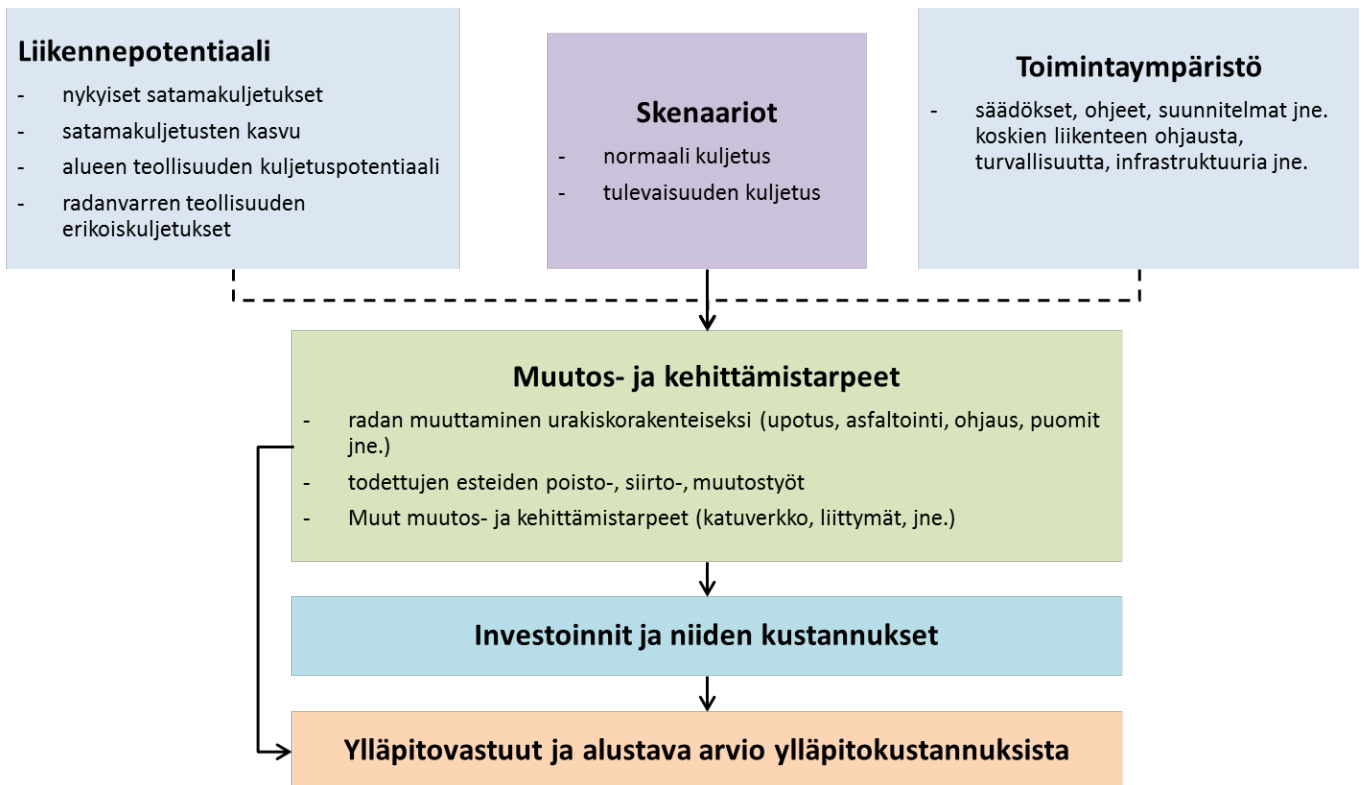 Liikennepotentiaali
- nykyiset satamakuljetukset
- satamakuljetusten kasvu
- alueen teollisuuden kuljetuspotentiaali
- radanvarren teollisuuden
erikoiskuljetukset
Skenaariot
- normaali kuljetus
- tulevaisuuden kuljetus
Toimintaympäristö
- säädökset, ohjeet, suunnitelmat jne.
koskien liikenteen ohjausta,
turvallisuutta, infrastruktuuria jne.
Muutos- ja kehittämistarpeet
- radan muuttaminen urakiskorakenteiseksi (upotus, asfaltointi, ohjaus, puomit
jne.)
- todettujen esteiden poisto-, siirto-, muutostyöt
- Muut muutos- ja kehittämistarpeet (katuverkko, liittymät, jne.)
Investoinnit ja niiden kustannukset
Ylläpitovastuut ja alustava arvio ylläpitokustannuksista